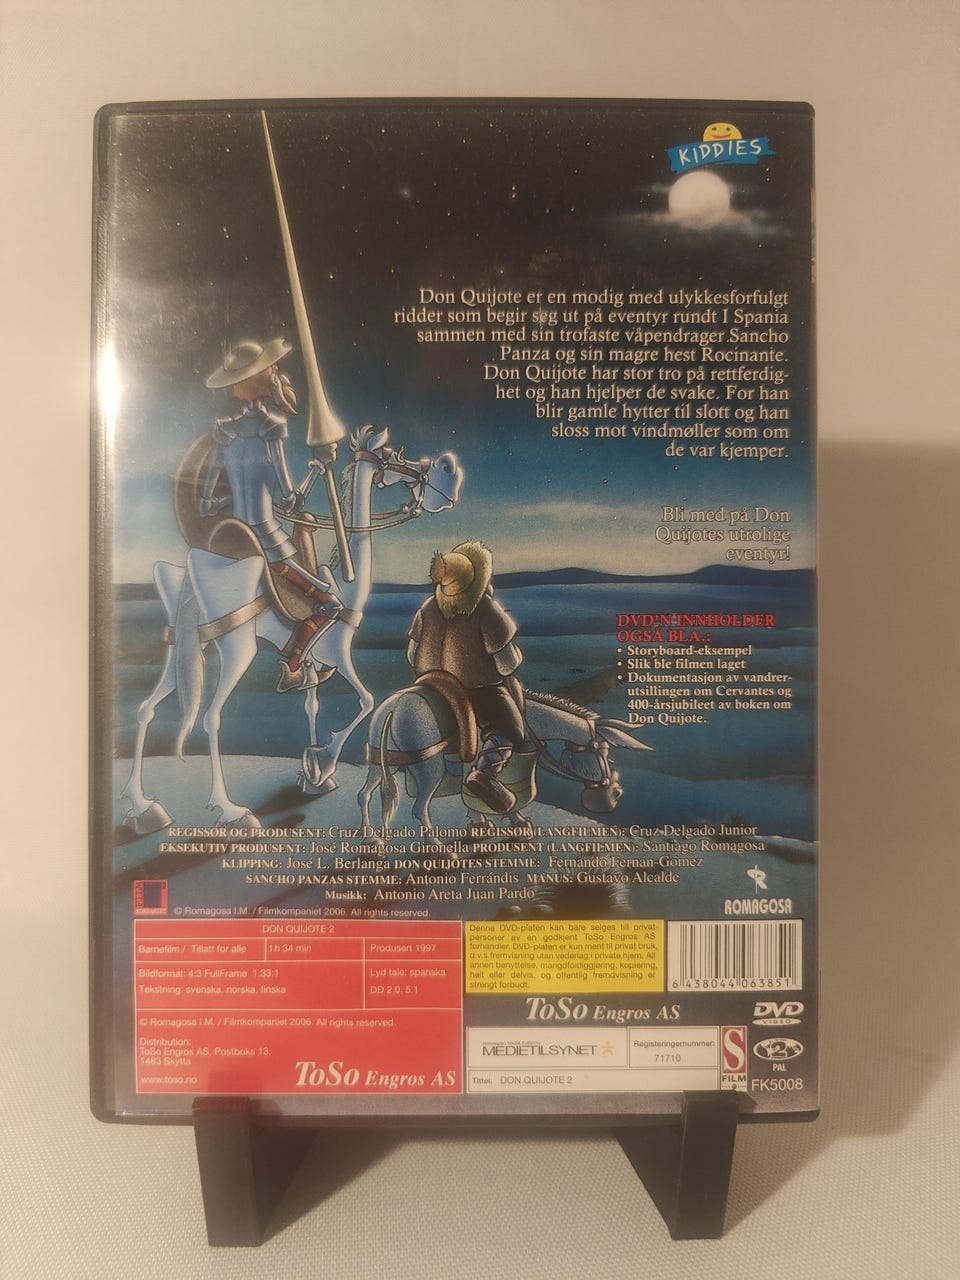 KIDDIES
Don Quijote er en modig med ulykkesforfulgt
ridder som begir seg ut på eventyr rundt I Spania
sammen med sin trofaste våpendrager.Sancho
Panza og sin magre hest Rocinante.
Don Quijote har stor tro på rettferdig-
het og han hjelper de svake. For han
blir gamle hytter til slott og han
sloss mot vindmøller som om
de var kjemper.
Bli med på Don
Quijotes utrolige
eventyr!
DVD'N INNHOLDER
OGSÅ BLA.:
• Storyboard-eksempel
• Slik ble filmen laget
• Dokumentasjon av vandrer-
utsillingen om Cervantes og
400-årsjubileet av boken om
Don Quijote.
REGISSØR OG PRODUSENT: Cruz Delgado Palomo REGISSØR (LANGFILMEN): Cruz Delgado Junior
EKSEKUTIV PRODUSENT: José Romagosa Gironella PRODUSENT (LANGFILMEN): Santiago Romagosa
KLIPPING: José L. Berlanga DON QUIJOTES STEMME: Fernando Fernán-Gómez
SANCHO PANZAS STEMME: Antonio Ferrándis MANUS: Gustavo Alcalde
Musikk: Antonio Areta Juan Pardo
ROMAGOSA
© Romagosa I.M. / Filmkompaniet 2006. All rights reserved.
DON QUIJOTE 2
Barnefilm / Tillatt for alle
1h 34 min
Produsert 1997
Bildformat: 4:3 FullFrame 1.33:1
Tekstning: svenska, norska, finska
Lyd tale: spanska
DD 2.0, 5.1
© Romagosa I.M. / Filmkompaniet 2006. All rights reserved.
Distribution:
ToSo Engros AS, Postboks 13,
1483 Skytta
www.toso.no
ToSo Engros AS
Denne DVD-platen kan bare selges til privat-
personer av en godkjent ToSo Engros AS
forhandler. DVD-platen er kun ment til privat bruk,
d.v.s fremvisning utan vederlag i private hjem. All
annen benyttelse, mangdfoldiggjøring, kopiering,
helt eller delvis, og offentlig fremdvisning er
strengt forbudt.
6 438044 063851
ToSo Engros AS
DVD
VIDEO
Norwegian Media Authority
MEDIETILSYNET
Registeringernummer:
71710
Tittel: DON QUIJOTE 2
S
FILM
2
PAL
FK5008